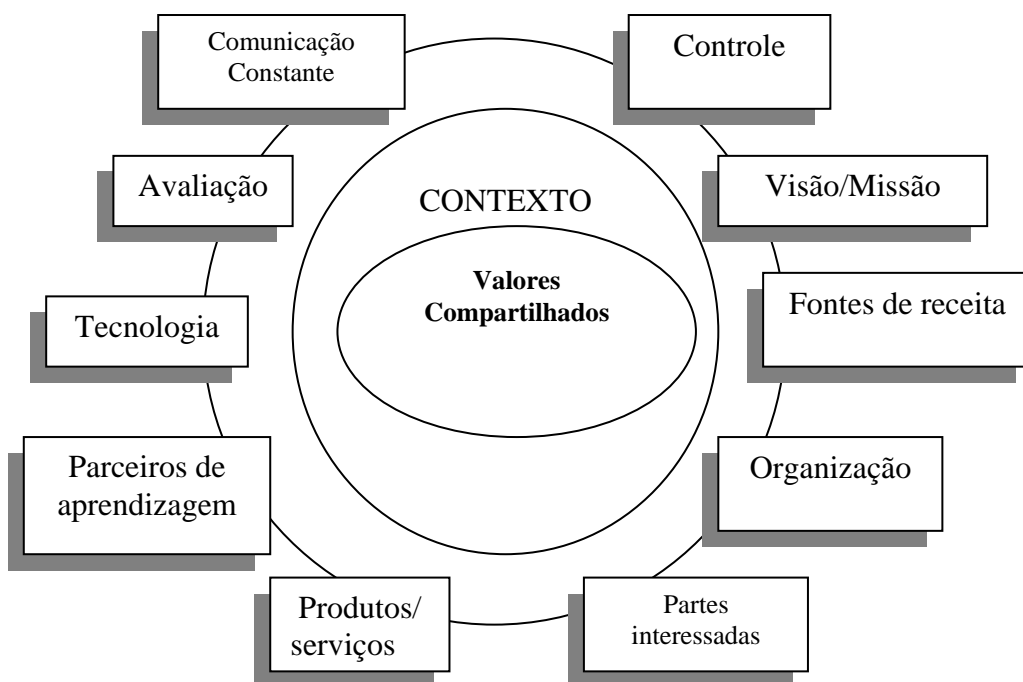 Comunicação
Constante
Controle
Avaliação
Visão/Missão
CONTEXTO
Valores
Compartilhados
Tecnologia
Fontes de receita
Parceiros de
aprendizagem
Organização
Produtos/
serviços
Partes
interessadas